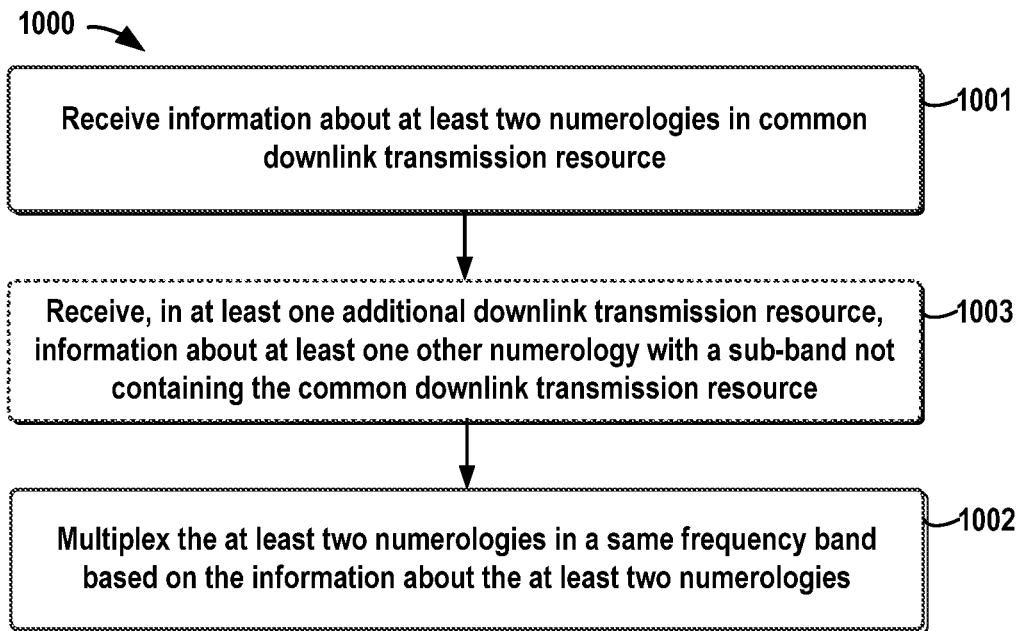 1000
Receive information about at least two numerologies in common
downlink transmission resource
1001
Receive, in at least one additional downlink transmission resource,
information about at least one other numerology with a sub-band not
containing the common downlink transmission resource
1003
Multiplex the at least two numerologies in a same frequency band
based on the information about the at least two numerologies
1002